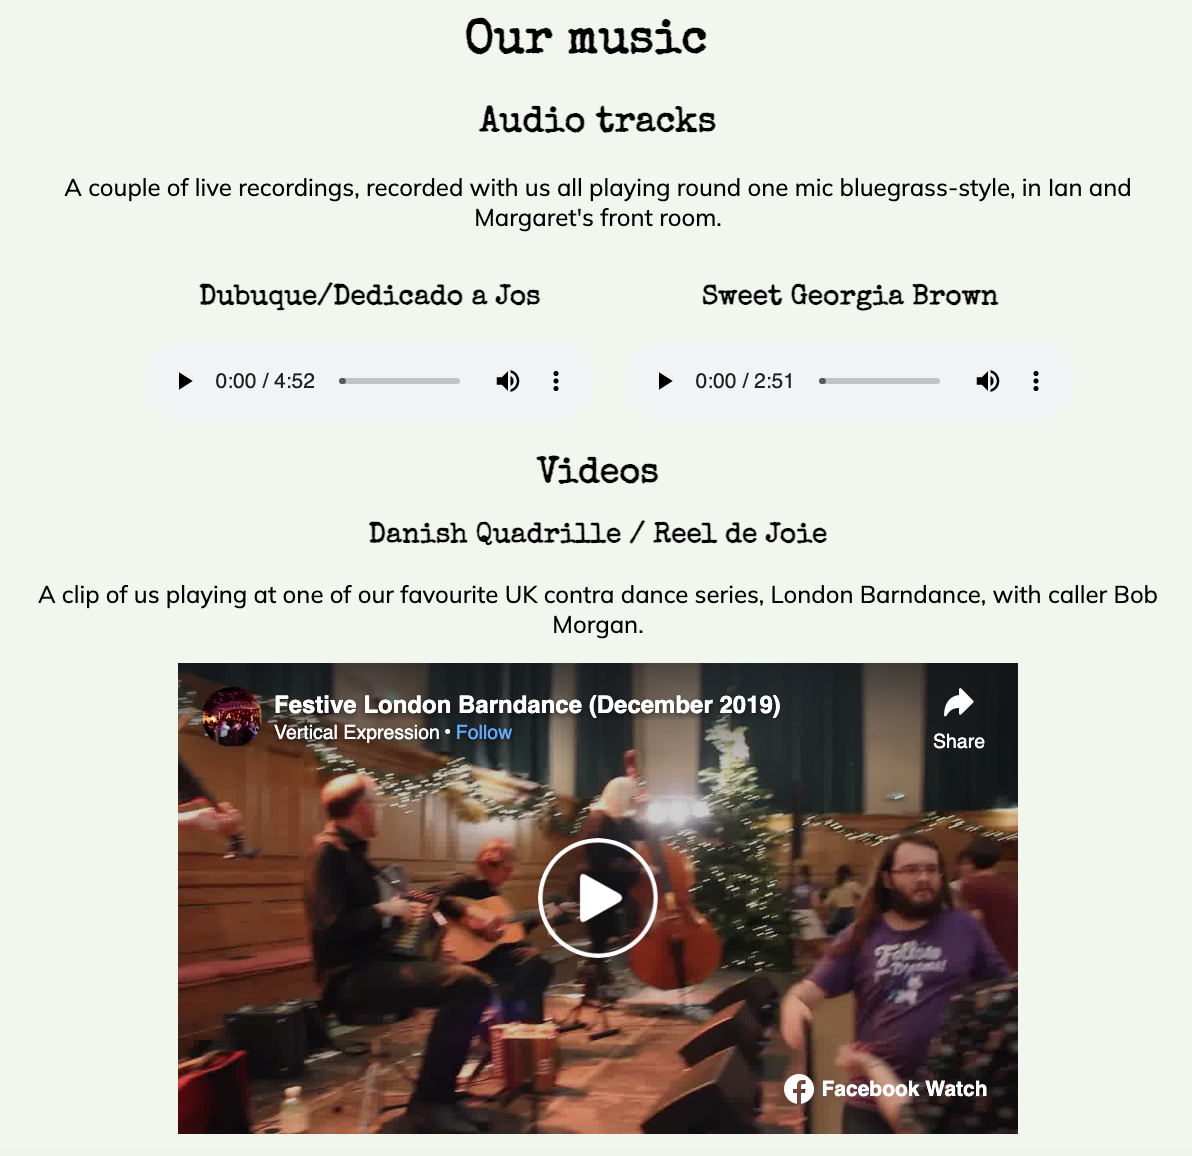 Our music
Audio tracks
A couple of live recordings, recorded with us all playing round one mic bluegrass-style, in Ian and
Margaret's front room.
Dubuque/Dedicado a Jos
Sweet Georgia Brown
0:00 / 4:52
0:00 / 2:51
Videos
Danish Quadrille / Reel de Joie
A clip of us playing at one of our favourite UK contra dance series, London Barndance, with caller Bob
Morgan.
Festive London Barndance (December 2019)
Vertical Expression • Follow
Share
Facebook Watch